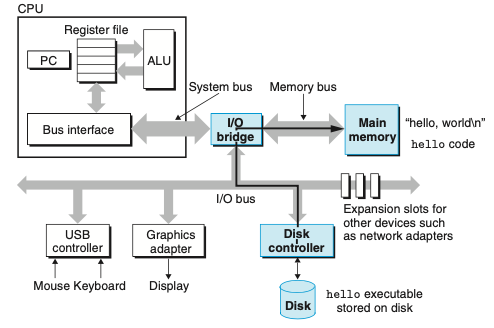 CPU
Register file
PC
ALU
System bus
Memory bus
Bus interface
I/O
bridge
Main
memory
"hello, world\n"
hello code
I/O bus
Expansion slots for
other devices such
as network adapters
USB
controller
Graphics
adapter
Disk
controller
Mouse Keyboard
Display
Disk
hello executable
stored on disk